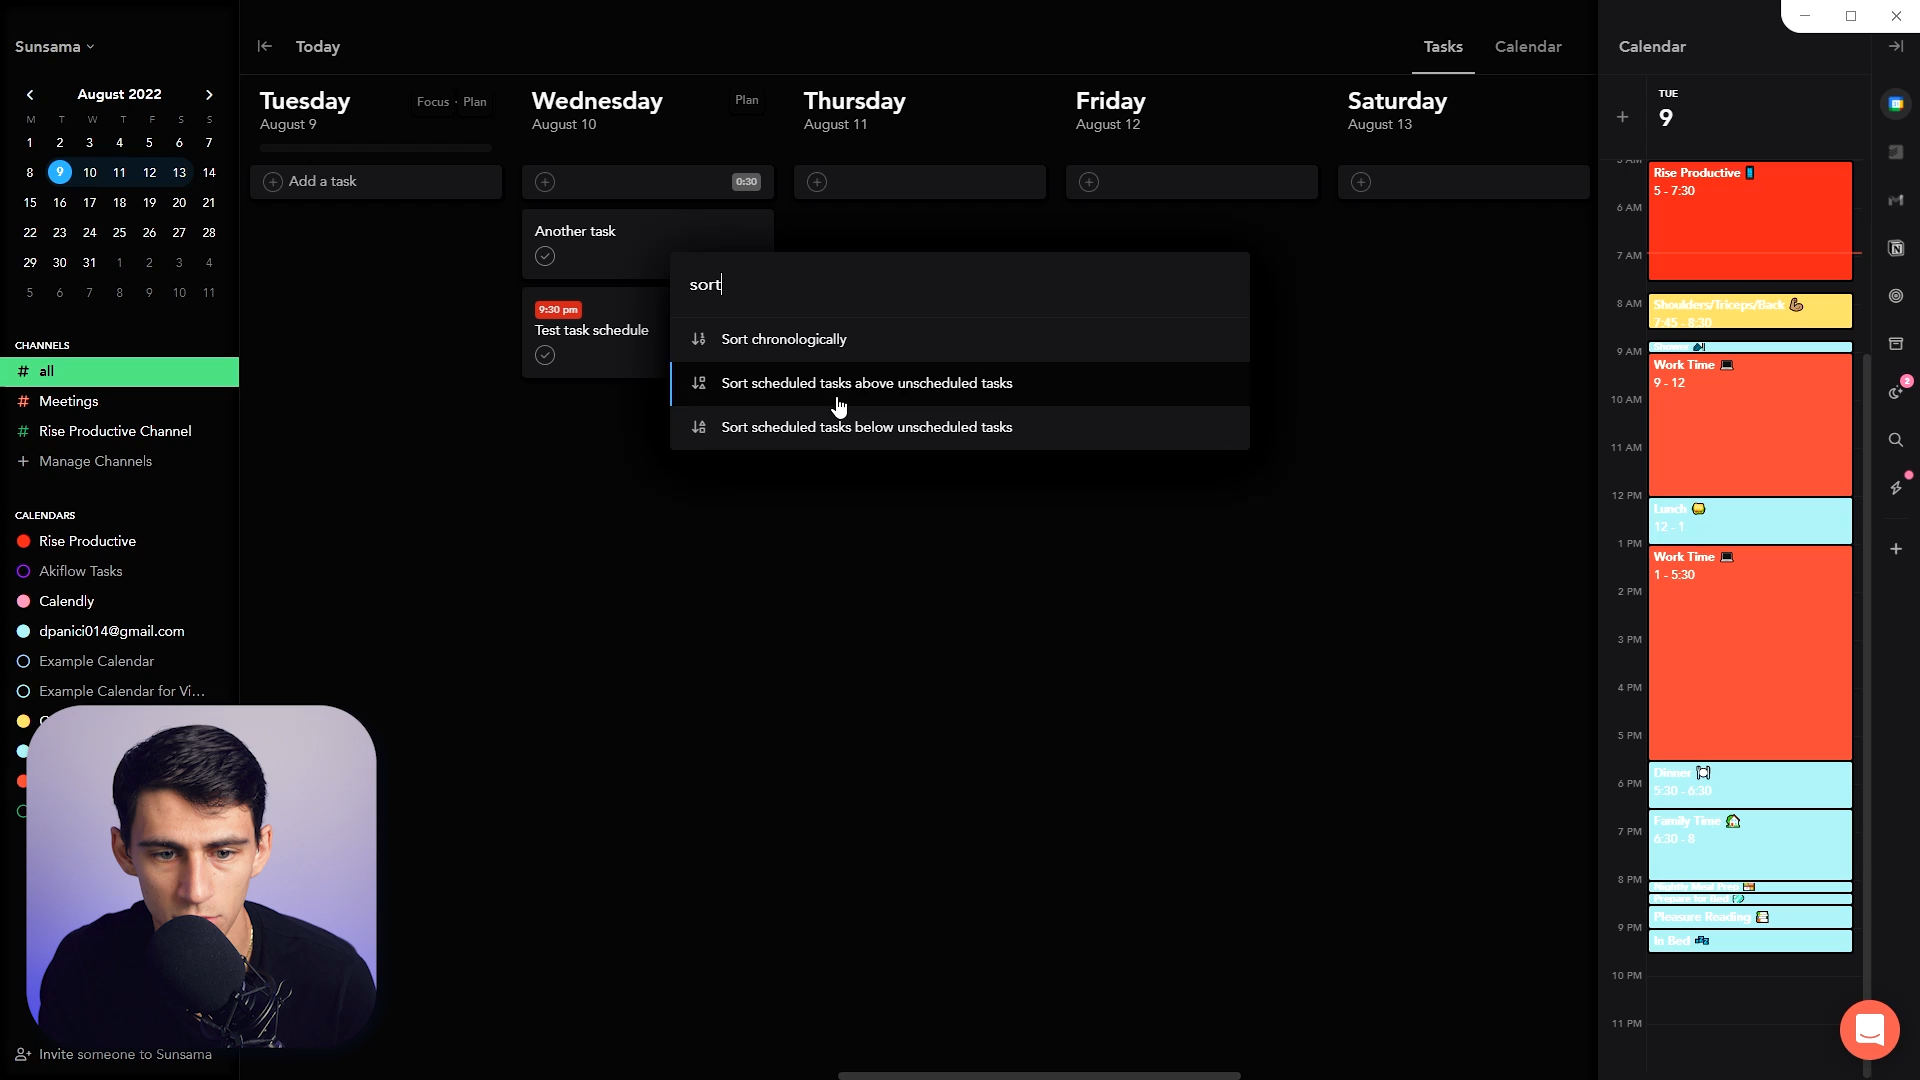 Sunsama
August 2022
M T W T F S S
1 2 3 4 5 6 7
8 9 10 11 12 13 14
15 16 17 18 19 20 21
22 23 24 25 26 27 28
29 30 31 1 2 3 4
5 6 7 8 9 10 11
CHANNELS
# all
# Meetings
# Rise Productive Channel
+ Manage Channels
CALENDARS
Rise Productive
Akiflow Tasks
Calendly
dpanici014@gmail.com
Example Calendar
Example Calendar for Vi...
Invite someone to Sunsama
Today
Tasks
Calendar
Tuesday
August 9
Focus · Plan
Add a task
Wednesday
August 10
Plan
0:30
Another task
9:30 pm
Test task schedule
Thursday
August 11
Friday
August 12
Saturday
August 13
sort
Sort chronologically
Sort scheduled tasks above unscheduled tasks
Sort scheduled tasks below unscheduled tasks
Calendar
TUE
9
Rise Productive
5 - 7:30
6 AM
7 AM
8 AM
Shoulders/Triceps/Back
7:45 - 8:30
Shower
9 AM
Work Time
9 - 12
10 AM
11 AM
12 PM
Lunch
12 - 1
1 PM
Work Time
1 - 5:30
2 PM
3 PM
4 PM
5 PM
Dinner
5:30 - 6:30
6 PM
Family Time
6:30 - 8
7 PM
8 PM
Nightly Meal Prep
Prepare for Bed
Pleasure Reading
9 PM
In Bed
10 PM
11 PM
2